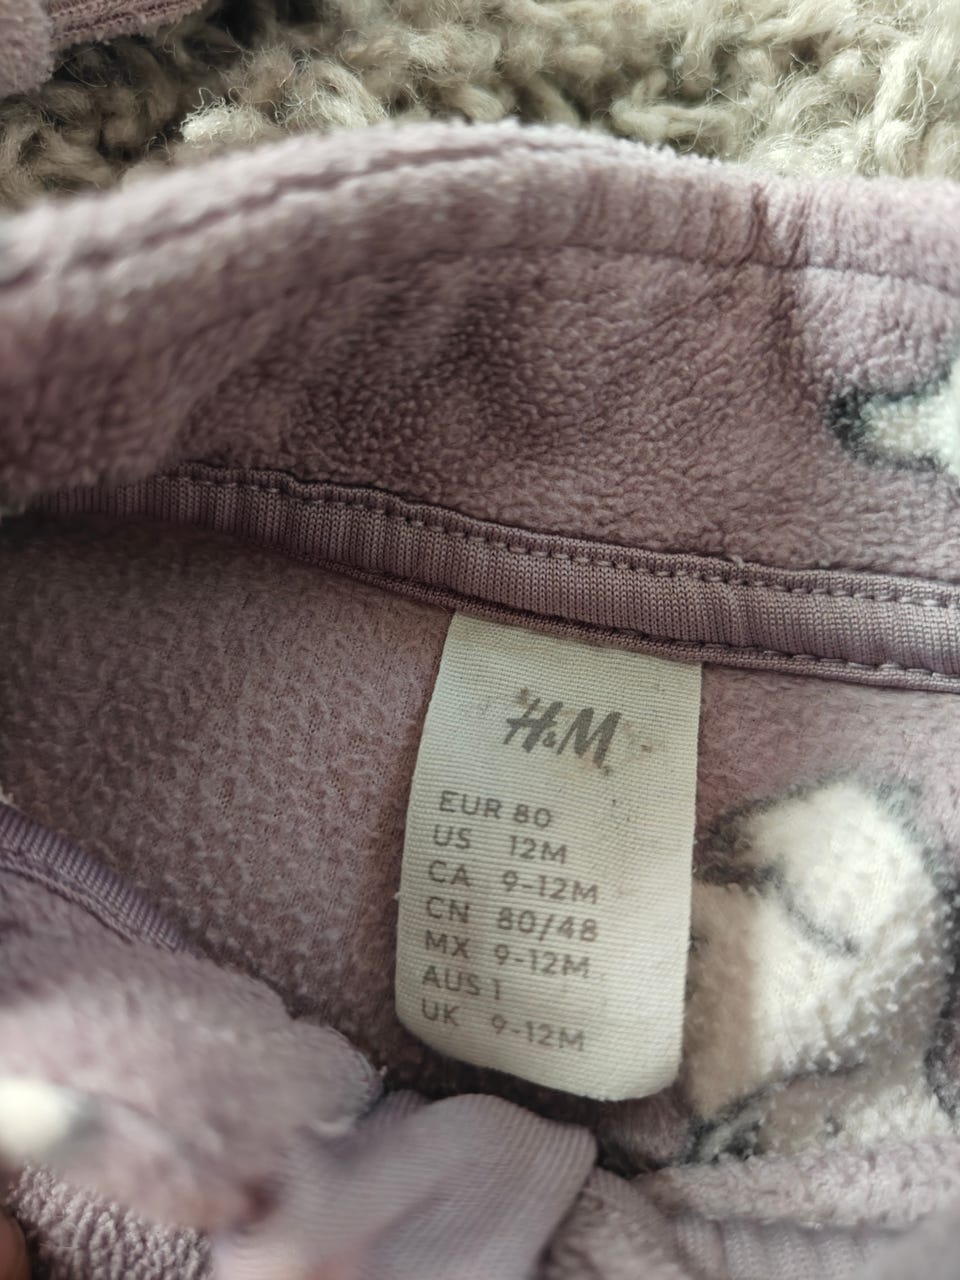 H&M
EUR 80
US 12M
CA 9-12M
CN 80/48
MX 9-12M
AUS 1
UK 9-12M